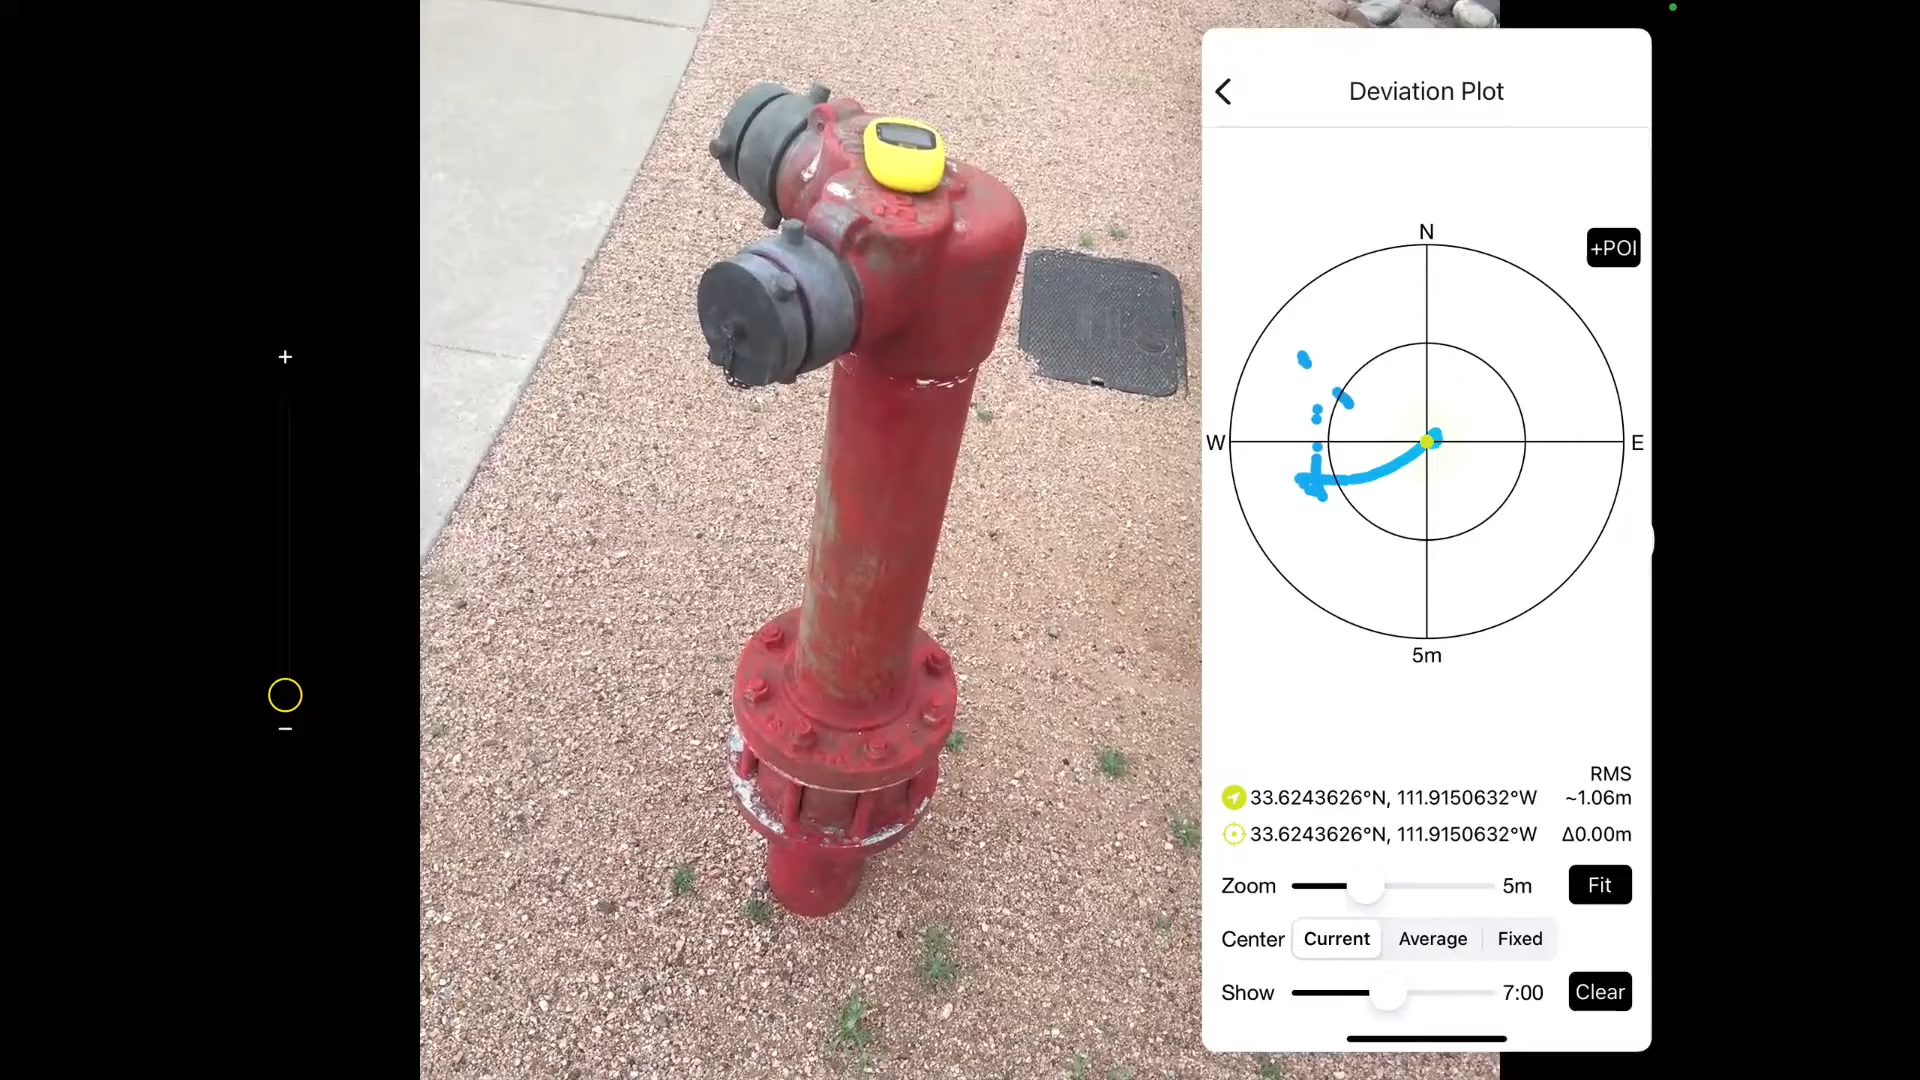 Deviation Plot
+POI
N
W
E
5m
RMS
33.6243626°N, 111.9150632°W ~1.06m
33.6243626°N, 111.9150632°W Δ0.00m
Zoom 5m Fit
Center Current Average Fixed
Show 7:00 Clear